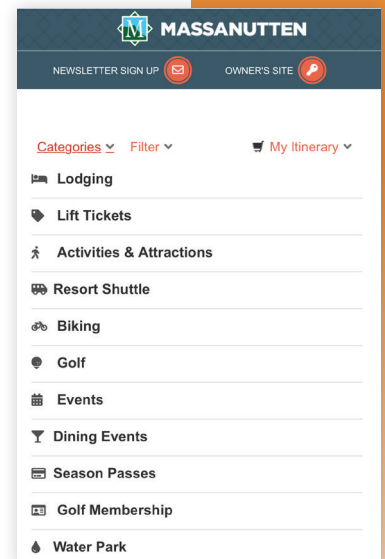 M MASSANUTTEN
NEWSLETTER SIGN UP OWNER'S SITE
Categories Filter My Itinerary
Lodging
Lift Tickets
Activities & Attractions
Resort Shuttle
Biking
Golf
Events
Dining Events
Season Passes
Golf Membership
Water Park